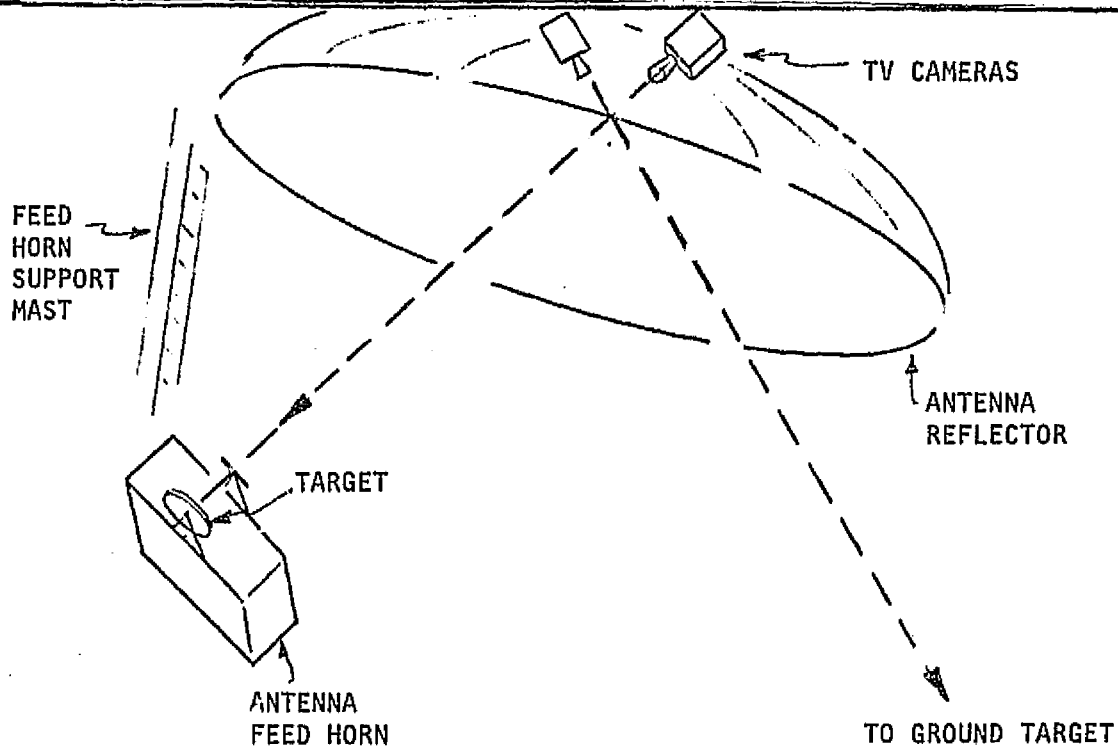 TV CAMERAS
FEED
HORN
SUPPORT
MAST
ANTENNA
REFLECTOR
TARGET
ANTENNA
FEED HORN
TO GROUND TARGET